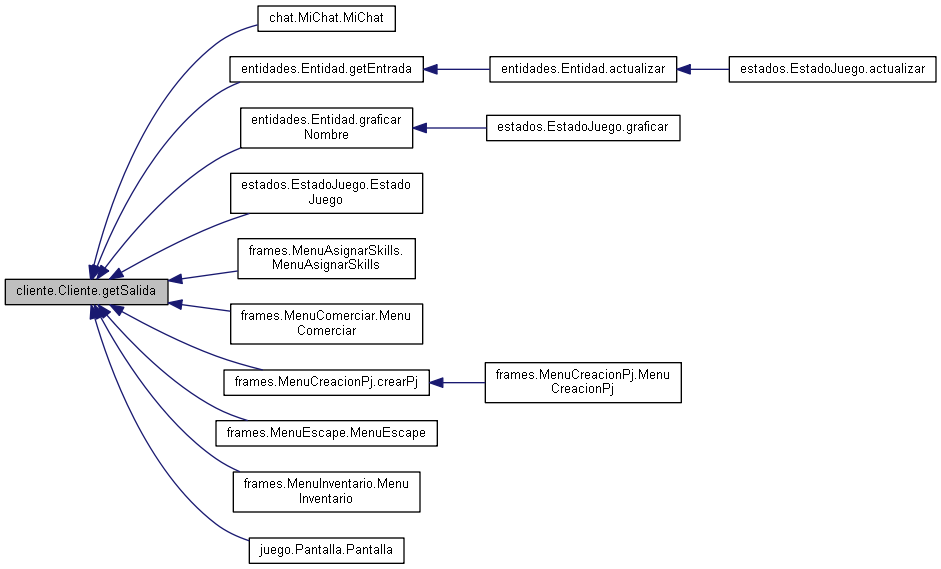 chat.MiChat.MiChat
entidades.Entidad.getEntrada
entidades.Entidad.actualizar
estados.EstadoJuego.actualizar
entidades.Entidad.graficar
Nombre
estados.EstadoJuego.graficar
estados.EstadoJuego.Estado
Juego
frames.MenuAsignarSkills.
MenuAsignarSkills
cliente.Cliente.getSalida
frames.MenuComerciar.Menu
Comerciar
frames.MenuCreacionPj.crearPj
frames.MenuCreacionPj.Menu
CreacionPj
frames.MenuEscape.MenuEscape
frames.MenuInventario.Menu
Inventario
juego.Pantalla.Pantalla